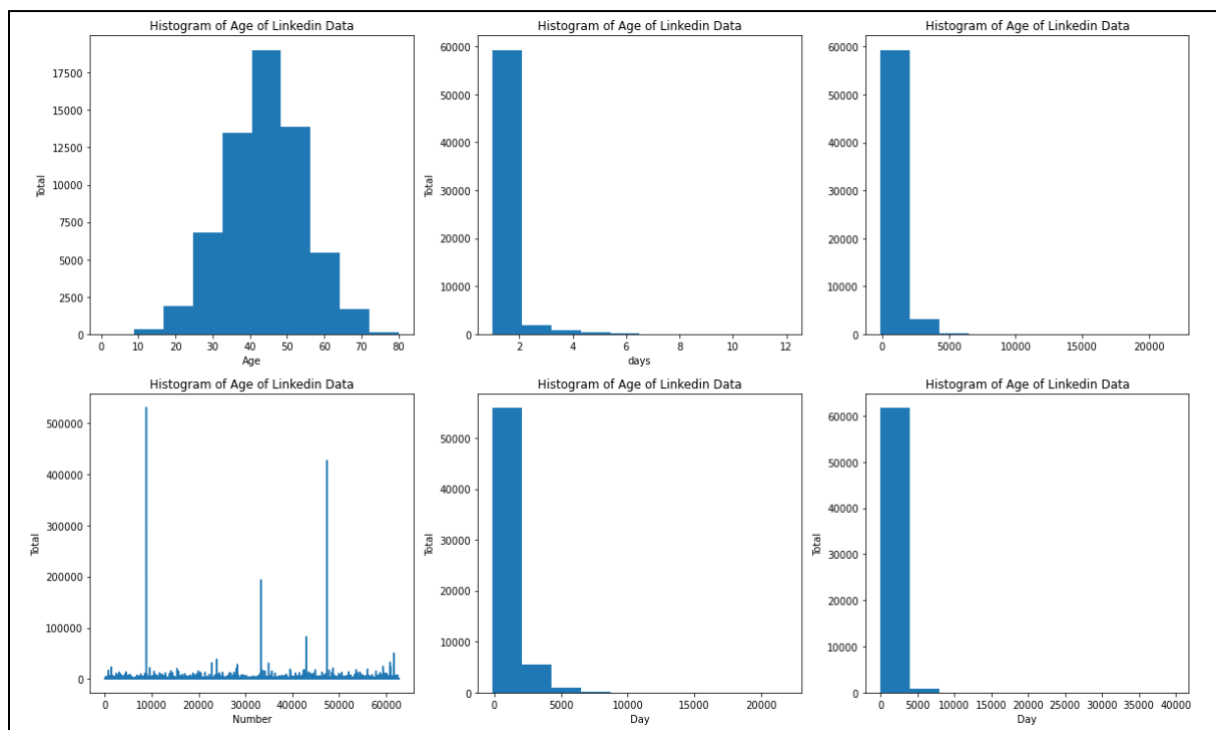 Histogram of Age of Linkedin Data
17500
15000
12500
10000
7500
5000
2500
0
Total
0 10 20 30 40 50 60 70 80
Age
Histogram of Age of Linkedin Data
60000
50000
40000
30000
20000
10000
0
Total
2 4 6 8 10 12
days
Histogram of Age of Linkedin Data
60000
50000
40000
30000
20000
10000
0
Total
0 5000 10000 15000 20000
Histogram of Age of Linkedin Data
500000
400000
300000
200000
100000
0
Total
0 10000 20000 30000 40000 50000 60000
Number
Histogram of Age of Linkedin Data
50000
40000
30000
20000
10000
0
Total
0 5000 10000 15000 20000
Day
Histogram of Age of Linkedin Data
60000
50000
40000
30000
20000
10000
0
Total
0 5000 10000 15000 20000 25000 30000 35000 40000
Day